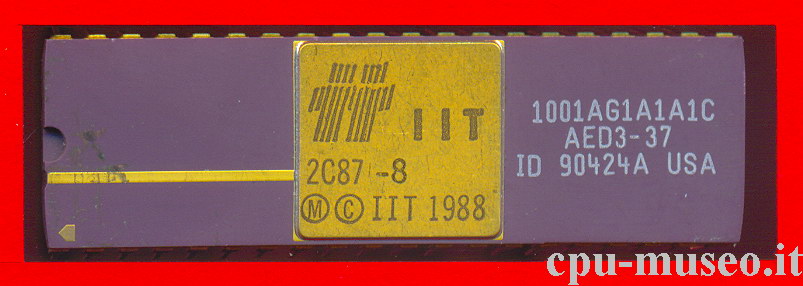 IIT
2C87 -8
Ⓜ © IIT 1988
1001AG1A1A1C
AED3-37
ID 90424A USA
cpu-museo.it